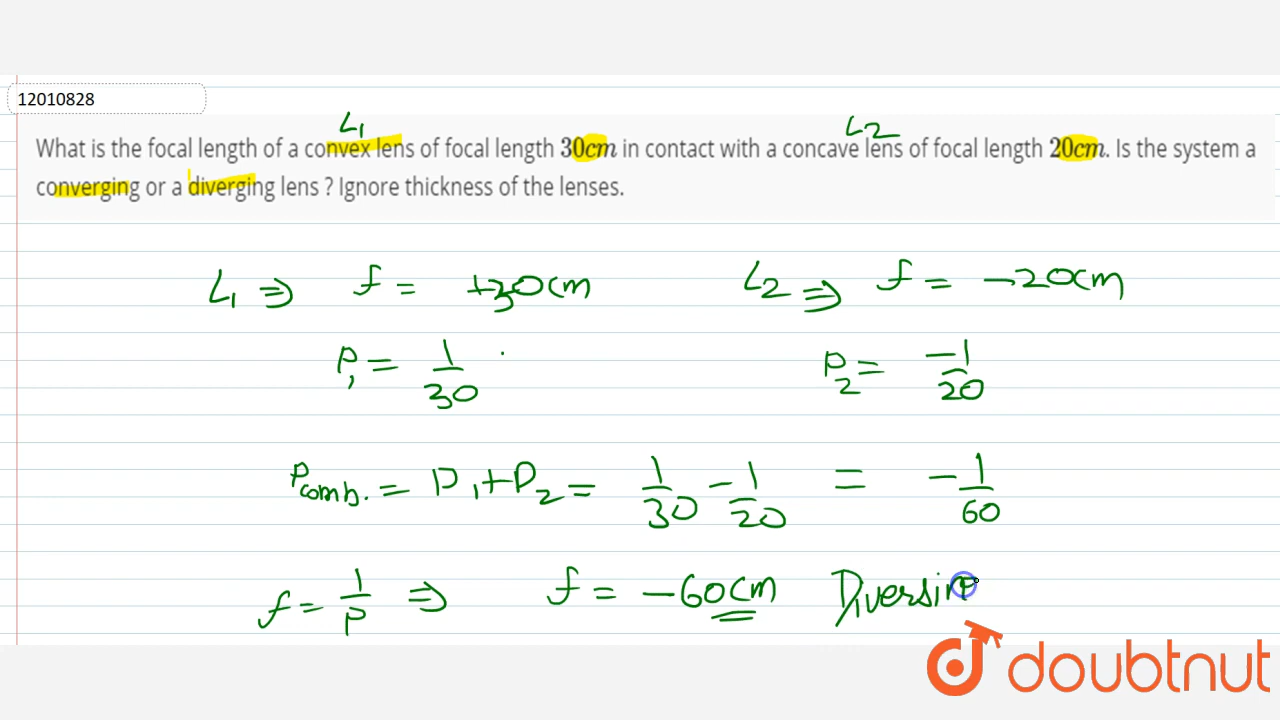 12010828
L1 L2
What is the focal length of a convex lens of focal length 30cm in contact with a concave lens of focal length 20cm. Is the system a
converging or a diverging lens ? Ignore thickness of the lenses.
L1 ⇒ f = +30cm L2 ⇒ f = -20cm
P1 = 1/30 P2 = -1/20
Pcomb. = P1+P2 = 1/30 - 1/20 = -1/60
f = 1/P ⇒ f = -60cm Diversin
doubtnut